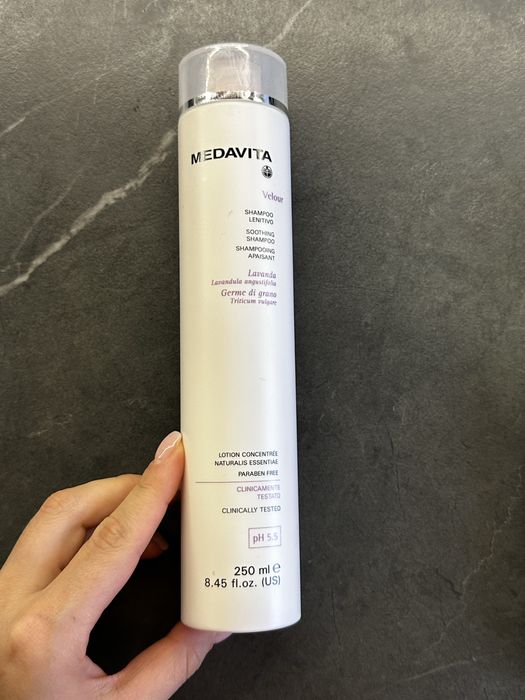 MEDAVITA
Velour
SHAMPOO
LENITIVO
SOOTHING
SHAMPOO
SHAMPOOING
APAISANT
Lavanda
Lavandula angustifolia
Germe di grano
Triticum vulgare
LOTION CONCENTRÉE
NATURALIS ESSENTIAE
PARABEN FREE
CLINICAMENTE
TESTATO
CLINICALLY TESTED
pH 5.5
250 ml ℮
8.45 fl.oz. (US)